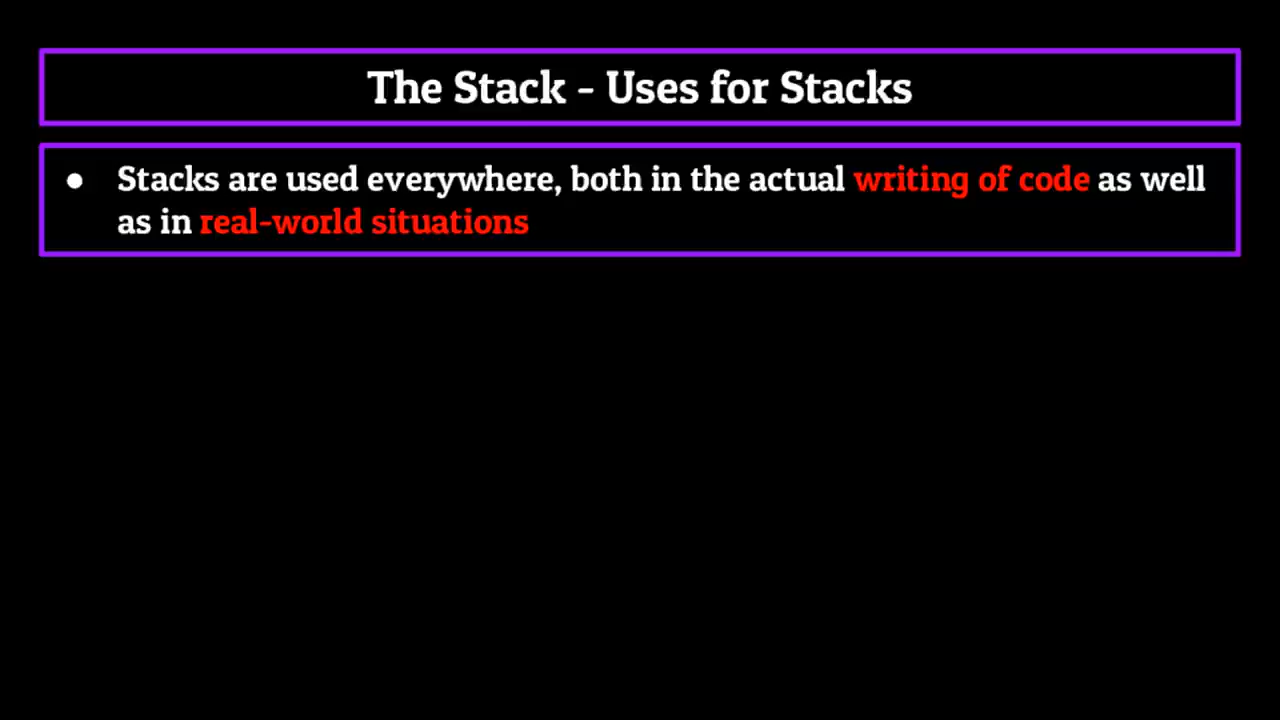 The Stack - Uses for Stacks
● Stacks are used everywhere, both in the actual writing of code as well
as in real-world situations